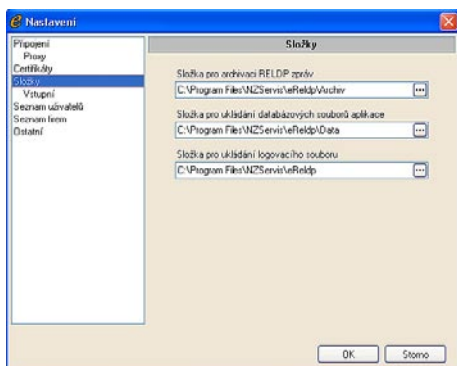 Nastavení
Připojení
Proxy
Certifikáty
Složky
Vstupní
Seznam uživatelů
Seznam firem
Ostatní
Složky
Složka pro archivaci RELDP zpráv
C:\Program Files\NZServis\eReldp\Archiv
Složka pro ukládání databázových souborů aplikace
C:\Program Files\NZServis\eReldp\Data
Složka pro ukládání logovacího souboru
C:\Program Files\NZServis\eReldp
OK
Storno